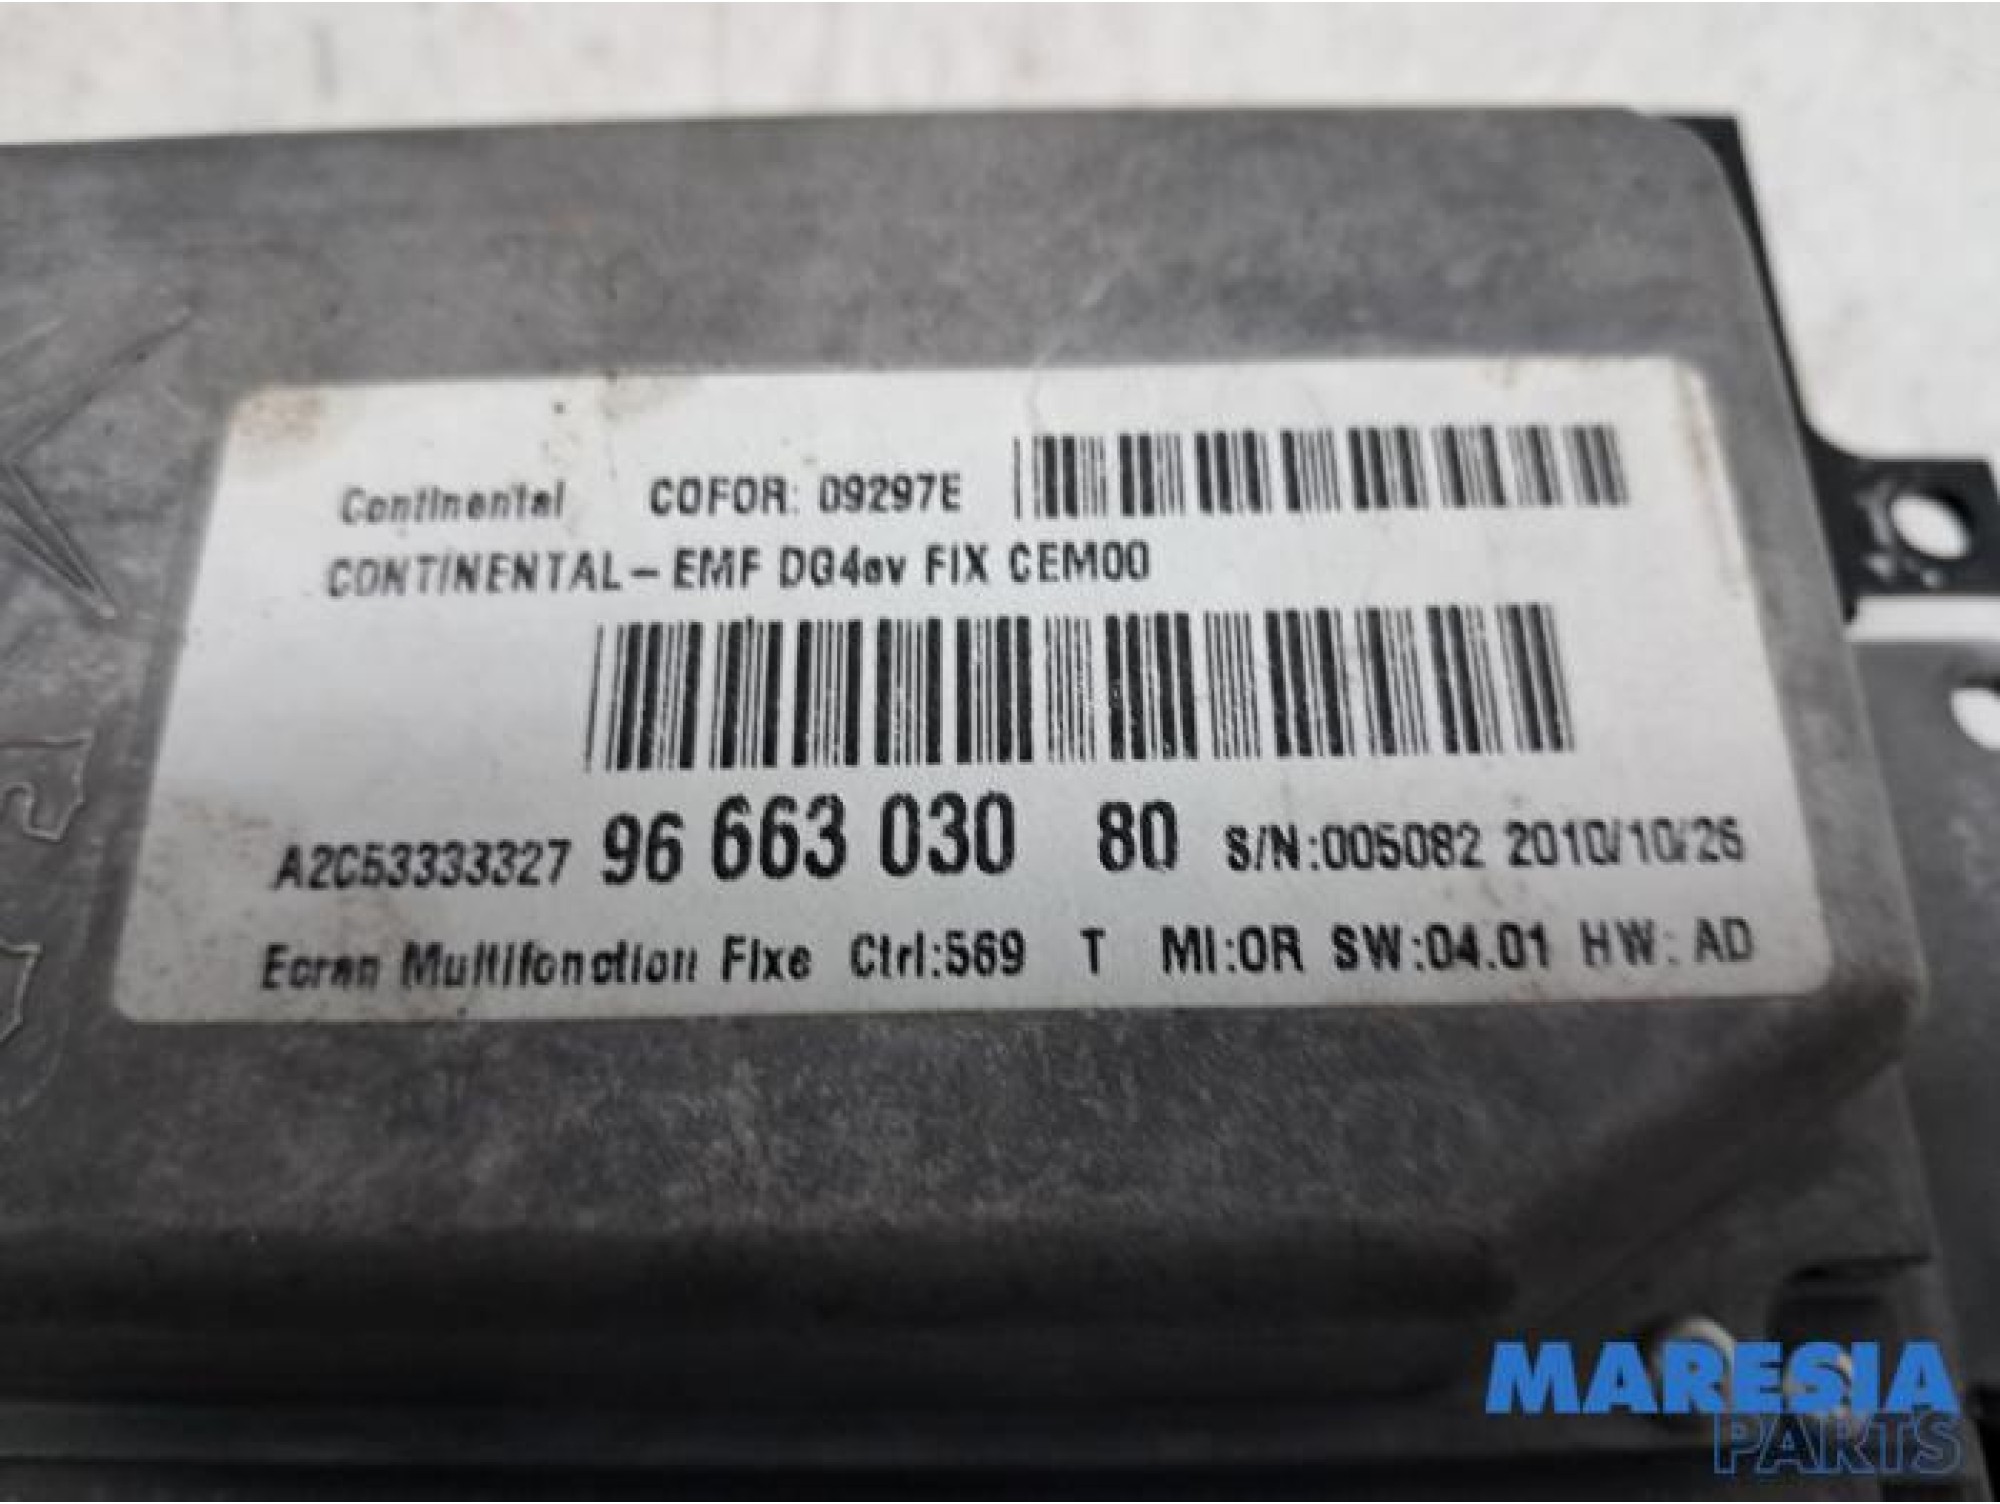 Continental COFOR: 09297E
CONTINENTAL-EMF DG4ev FIX CEM00
A2C53333327 96 663 030 80 S/N:005082 2010/10/26
Ecran Multifonction Fixe Ctrl:569 T MI:OR SW:04.01 HW:AD
MARESIA
PARTS